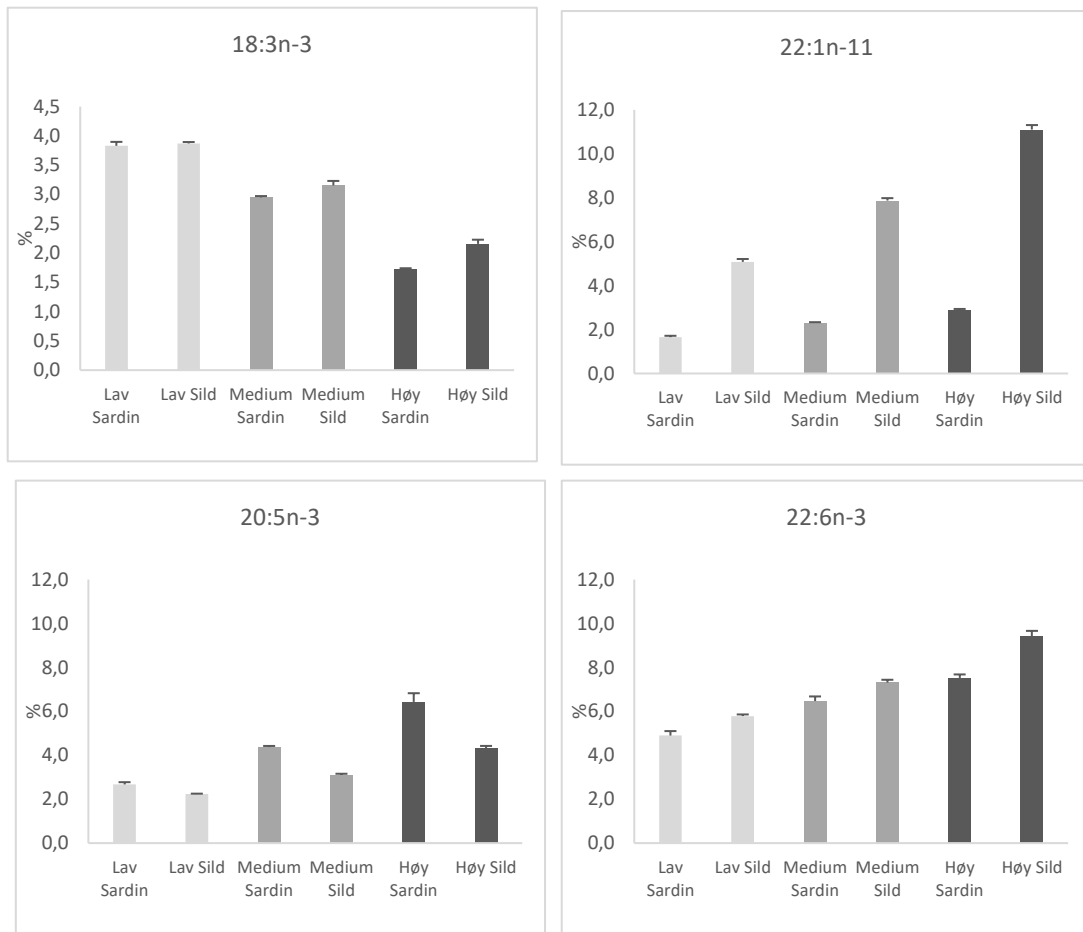 18:3n-3
4,5
4,0
3,5
3,0
2,5
2,0
1,5
1,0
0,5
0,0
%
Lav Sardin
Lav Sild
Medium Sardin
Medium Sild
Høy Sardin
Høy Sild
22:1n-11
12,0
10,0
8,0
6,0
4,0
2,0
0,0
%
Lav Sardin
Lav Sild
Medium Sardin
Medium Sild
Høy Sardin
Høy Sild
20:5n-3
12,0
10,0
8,0
6,0
4,0
2,0
0,0
%
Lav Sardin
Lav Sild
Medium Sardin
Medium Sild
Høy Sardin
Høy Sild
22:6n-3
12,0
10,0
8,0
6,0
4,0
2,0
0,0
%
Lav Sardin
Lav Sild
Medium Sardin
Medium Sild
Høy Sardin
Høy Sild